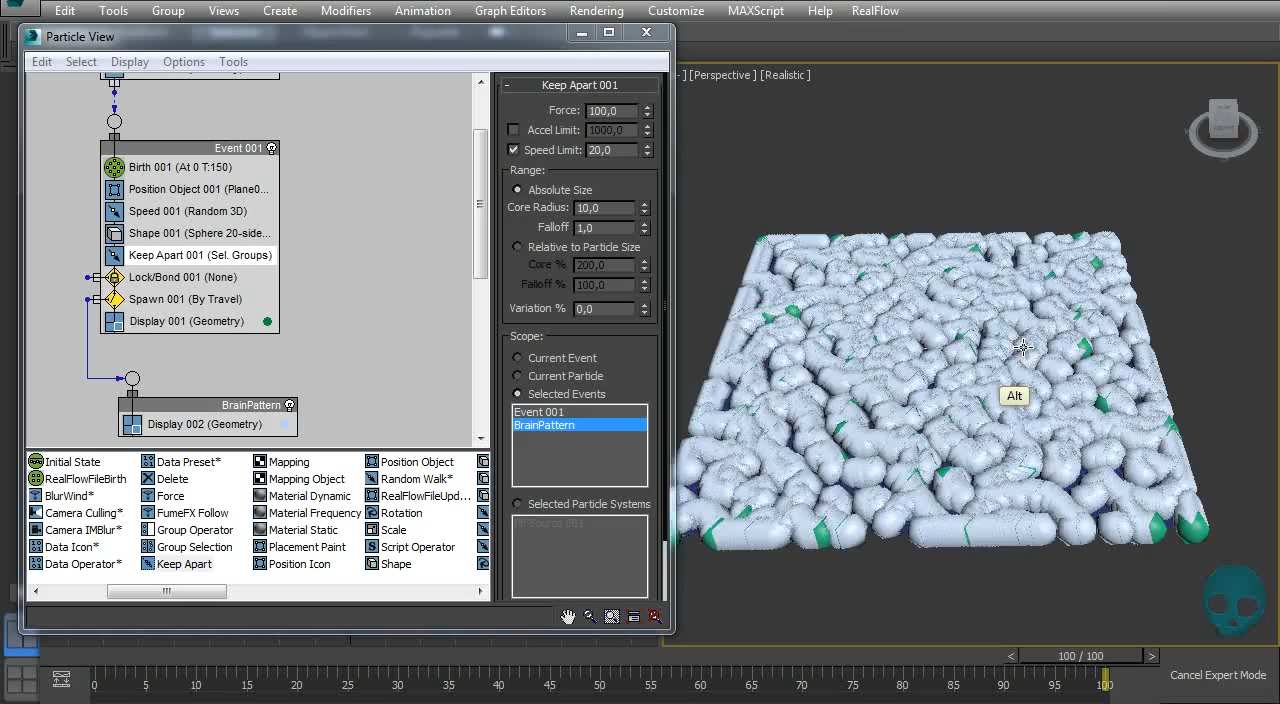 Edit Tools Group Views Create Modifiers Animation Graph Editors Rendering Customize MAXScript Help RealFlow
Particle View
Edit Select Display Options Tools
Event 001
Birth 001 (At 0 T:150)
Position Object 001 (Plane0...
Speed 001 (Random 3D)
Shape 001 (Sphere 20-side...
Keep Apart 001 (Sel. Groups)
Lock/Bond 001 (None)
Spawn 001 (By Travel)
Display 001 (Geometry)
BrainPattern
Display 002 (Geometry)
Initial State
RealFlowFileBirth
BlurWind*
Camera Culling*
Camera IMBlur*
Data Icon*
Data Operator*
Data Preset*
Delete
Force
FumeFX Follow
Group Operator
Group Selection
Keep Apart
Mapping
Mapping Object
Material Dynamic
Material Frequency
Material Static
Placement Paint
Position Icon
Position Object
Random Walk*
RealFlowFileUpd...
Rotation
Scale
Script Operator
Shape
- Keep Apart 001
Force: 100,0
Accel Limit: 1000,0
Speed Limit: 20,0
Range:
Absolute Size
Core Radius: 10,0
Falloff 1,0
Relative to Particle Size
Core % 200,0
Falloff % 100,0
Variation % 0,0
Scope:
Current Event
Current Particle
Selected Events
Event 001
BrainPattern
Selected Particle Systems
PF Source 001
] [Perspective ] [Realistic ]
Alt
< 100 / 100 >
0 5 10 15 20 25 30 35 40 45 50 55 60 65 70 75 80 85 90 95 100
Cancel Expert Mode